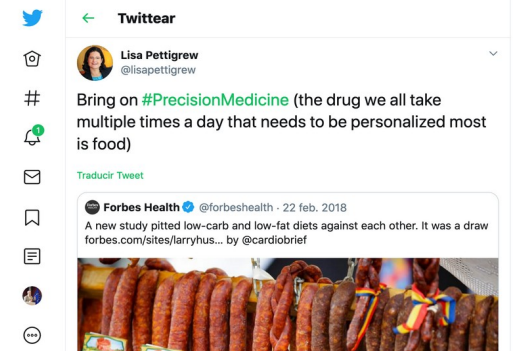 Twittear
Lisa Pettigrew
@lisapettigrew
Bring on #PrecisionMedicine (the drug we all take
multiple times a day that needs to be personalized most
is food)
Traducir Tweet
Forbes Health @forbeshealth · 22 feb. 2018
A new study pitted low-carb and low-fat diets against each other. It was a draw
forbes.com/sites/larryhus... by @cardiobrief
1